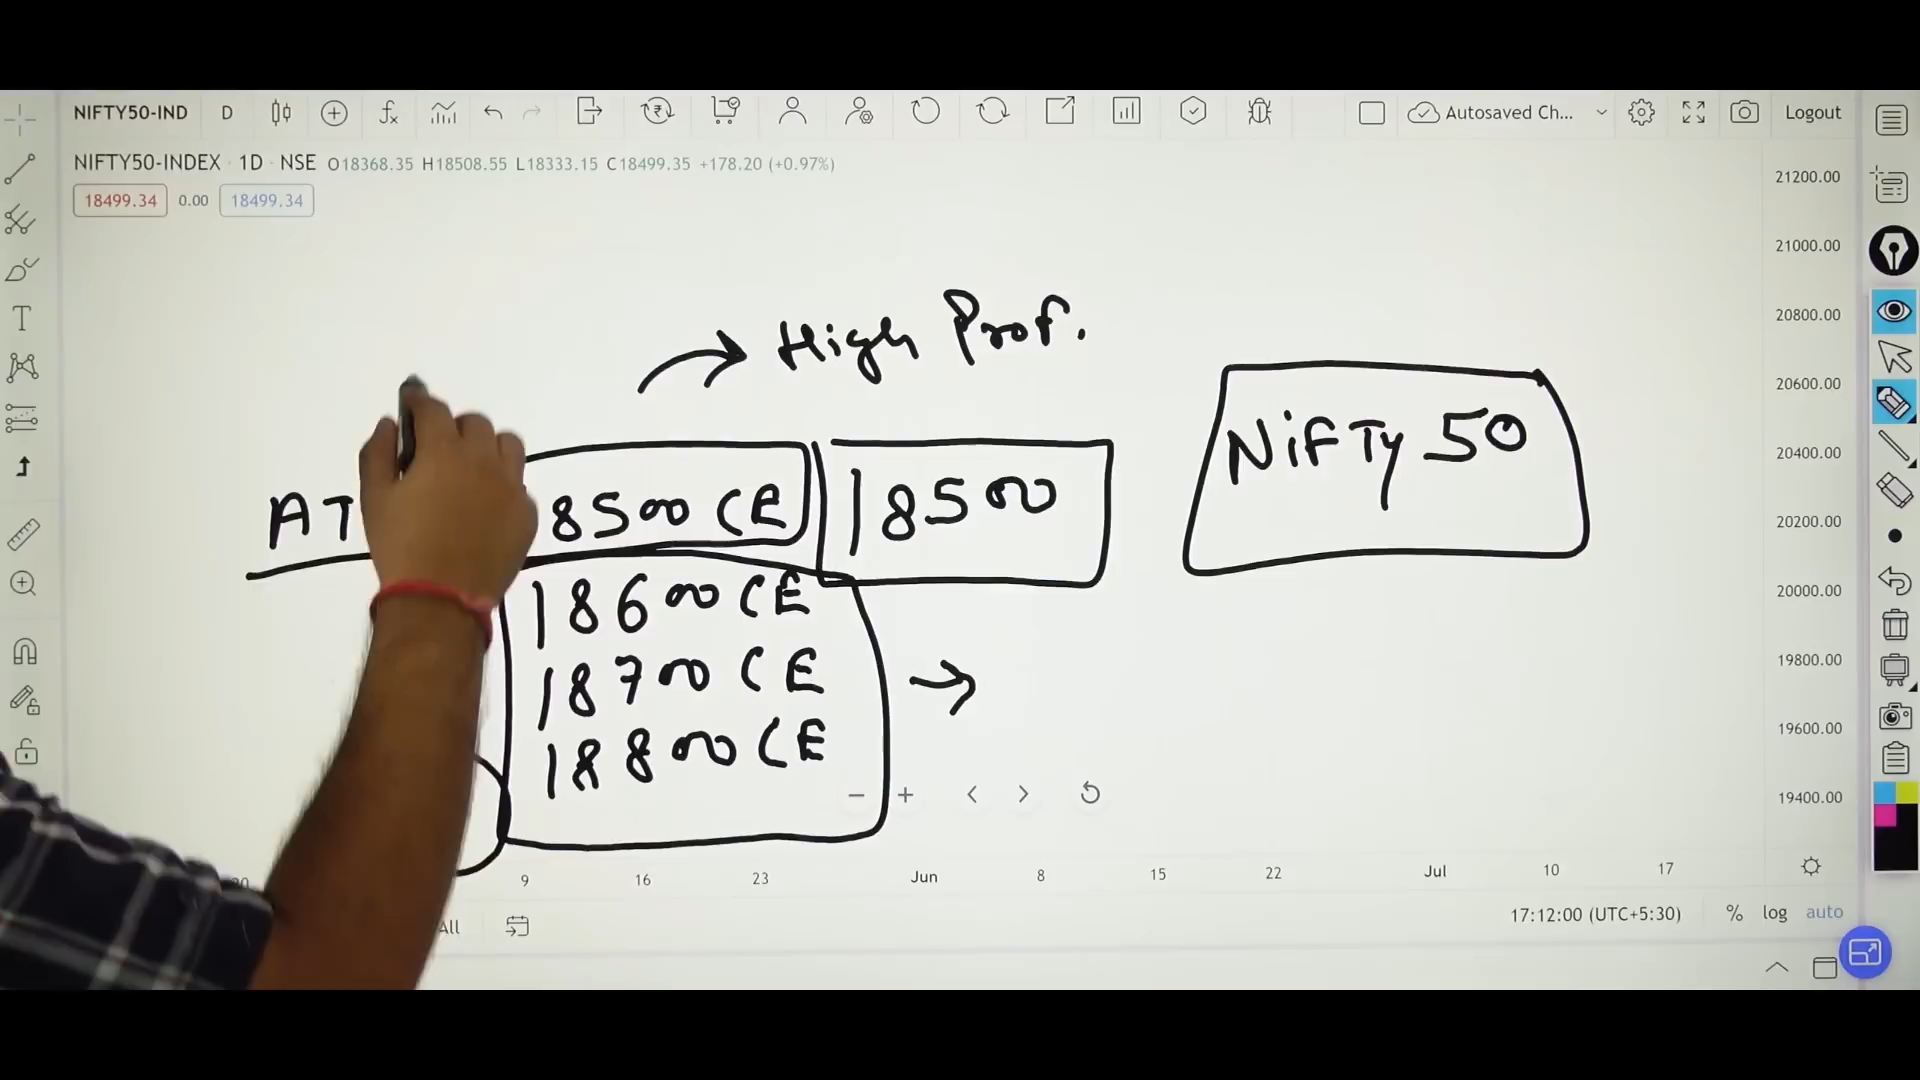 NIFTY50-IND D Autosaved Ch... Logout
NIFTY50-INDEX · 1D · NSE O18368.35 H18508.55 L18333.15 C18499.35 +178.20 (+0.97%)
18499.34 0.00 18499.34
21200.00
21000.00
20800.00
20600.00
20400.00
20200.00
20000.00
19800.00
19600.00
19400.00
High Prof.
NiFTy 50
AT 8500 CE 18500
18600 CE
18700 CE
18800 CE
9 16 23 Jun 8 15 22 Jul 10 17
All 17:12:00 (UTC+5:30) % log auto